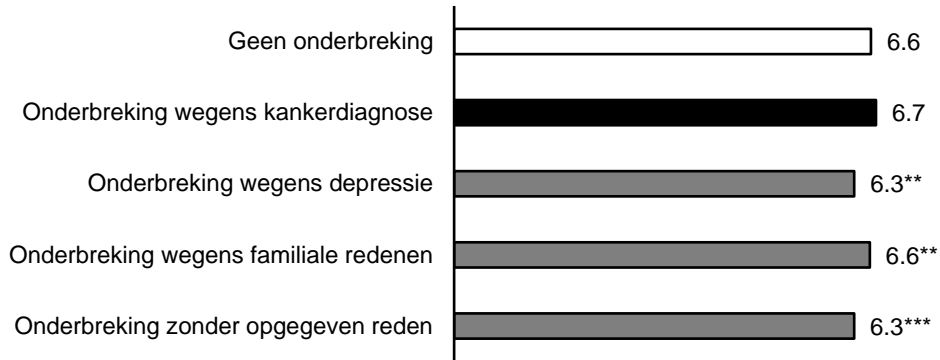 Geen onderbreking 6.6
Onderbreking wegens kankerdiagnose 6.7
Onderbreking wegens depressie 6.3**
Onderbreking wegens familiale redenen 6.6**
Onderbreking zonder opgegeven reden 6.3***